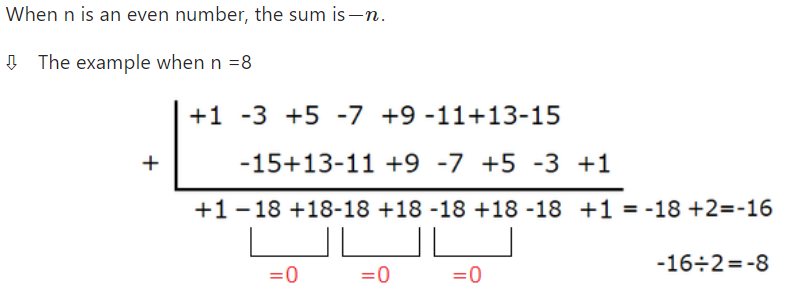 When n is an even number, the sum is −n.
⇩ The example when n =8
+1 -3 +5 -7 +9 -11+13-15
+ -15+13-11 +9 -7 +5 -3 +1
+1 −18 +18-18 +18 -18 +18 -18 +1 = -18 +2=-16
=0 =0 =0 -16÷2=-8